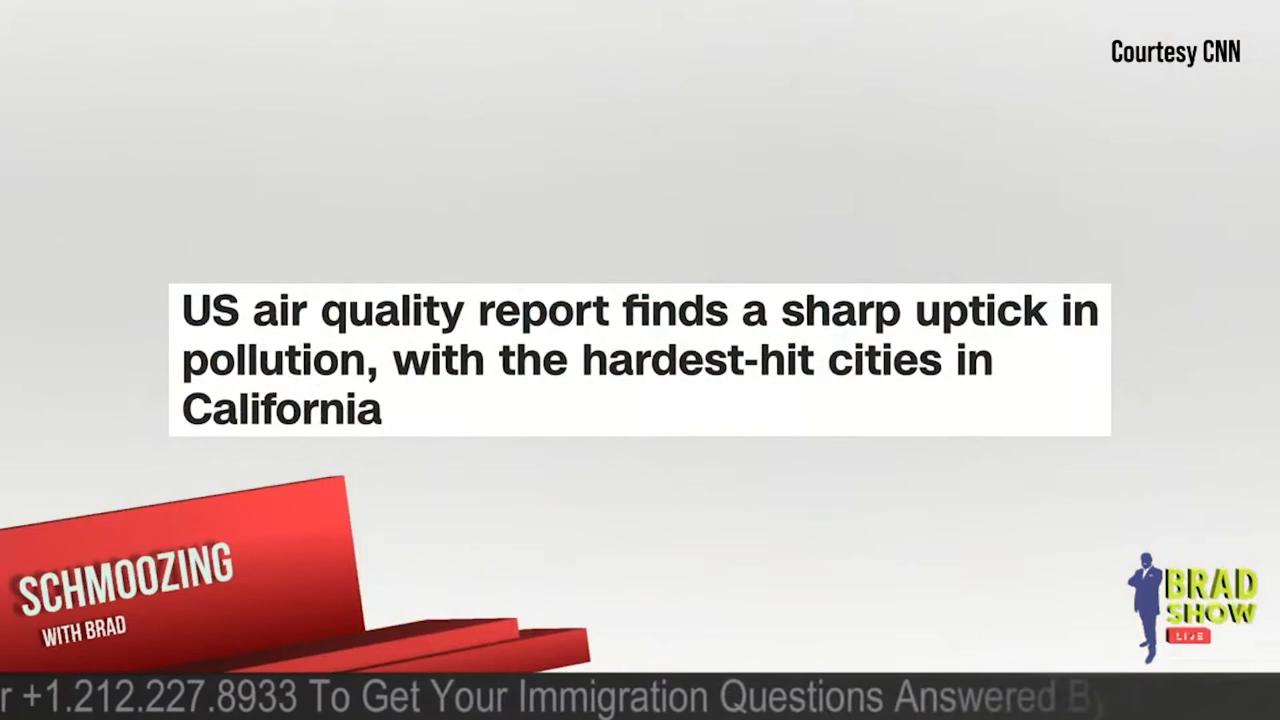 Courtesy CNN
US air quality report finds a sharp uptick in
pollution, with the hardest-hit cities in
California
SCHMOOZING
WITH BRAD
BRAD
SHOW
LIVE
r +1.212.227.8933 To Get Your Immigration Questions Answered By